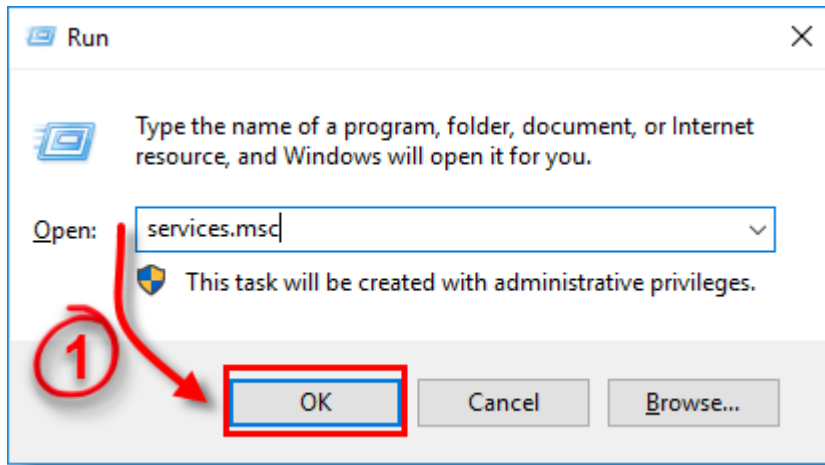 Run
Type the name of a program, folder, document, or Internet
resource, and Windows will open it for you.
Open: services.msc
This task will be created with administrative privileges.
1
OK Cancel Browse...